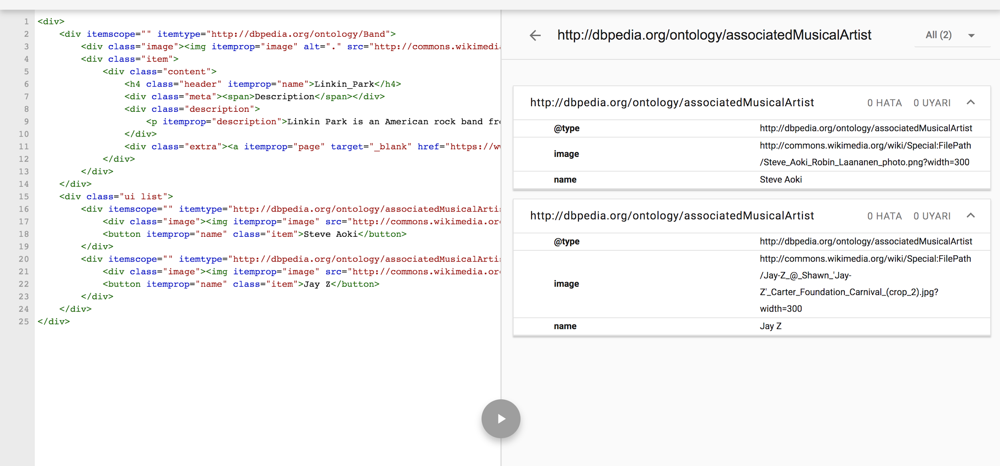 1 <div>
2 <div itemscope="" itemtype="http://dbpedia.org/ontology/Band">
3 <div class="image"><img itemprop="image" alt="." src="http://commons.wikimedi
4 <div class="item">
5 <div class="content">
6 <h4 class="header" itemprop="name">Linkin_Park</h4>
7 <div class="meta"><span>Description</span></div>
8 <div class="description">
9 <p itemprop="description">Linkin Park is an American rock band fr
10 </div>
11 <div class="extra"><a itemprop="page" target="_blank" href="https://w
12 </div>
13 </div>
14 </div>
15 <div class="ui list">
16 <div itemscope="" itemtype="http://dbpedia.org/ontology/associatedMusicalArti
17 <div class="image"><img itemprop="image" src="http://commons.wikimedia.or
18 <button itemprop="name" class="item">Steve Aoki</button>
19 </div>
20 <div itemscope="" itemtype="http://dbpedia.org/ontology/associatedMusicalArti
21 <div class="image"><img itemprop="image" src="http://commons.wikimedia.or
22 <button itemprop="name" class="item">Jay Z</button>
23 </div>
24 </div>
25 </div>
http://dbpedia.org/ontology/associatedMusicalArtist All (2)
http://dbpedia.org/ontology/associatedMusicalArtist 0 HATA 0 UYARI
@type http://dbpedia.org/ontology/associatedMusicalArtist
image http://commons.wikimedia.org/wiki/Special:FilePath
/Steve_Aoki_Robin_Laananen_photo.png?width=300
name Steve Aoki
http://dbpedia.org/ontology/associatedMusicalArtist 0 HATA 0 UYARI
@type http://dbpedia.org/ontology/associatedMusicalArtist
image http://commons.wikimedia.org/wiki/Special:FilePath
/Jay-Z_@_Shawn_'Jay-
Z'_Carter_Foundation_Carnival_(crop_2).jpg?
width=300
name Jay Z